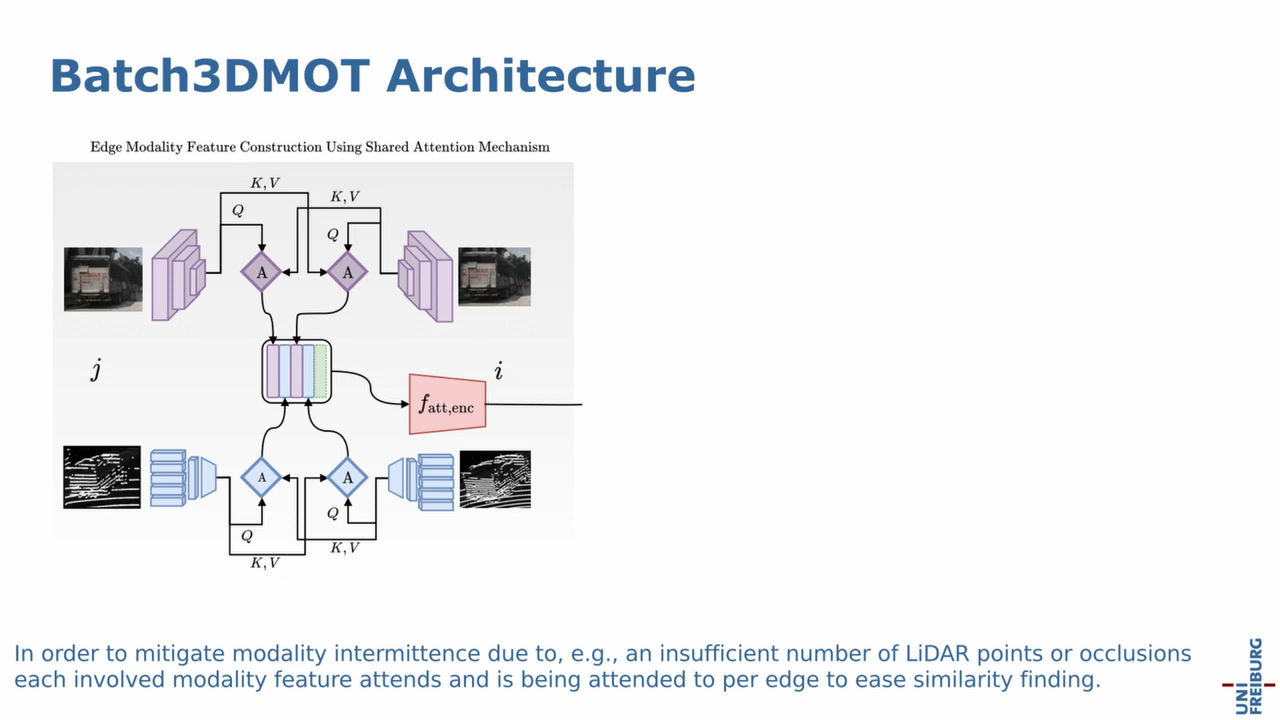 Batch3DMOT Architecture
Edge Modality Feature Construction Using Shared Attention Mechanism
K, V
K, V
Q
Q
A
A
j
i
f_att,enc
A
A
Q
Q
K, V
K, V
In order to mitigate modality intermittence due to, e.g., an insufficient number of LiDAR points or occlusions
each involved modality feature attends and is being attended to per edge to ease similarity finding.
UNI
FREIBURG